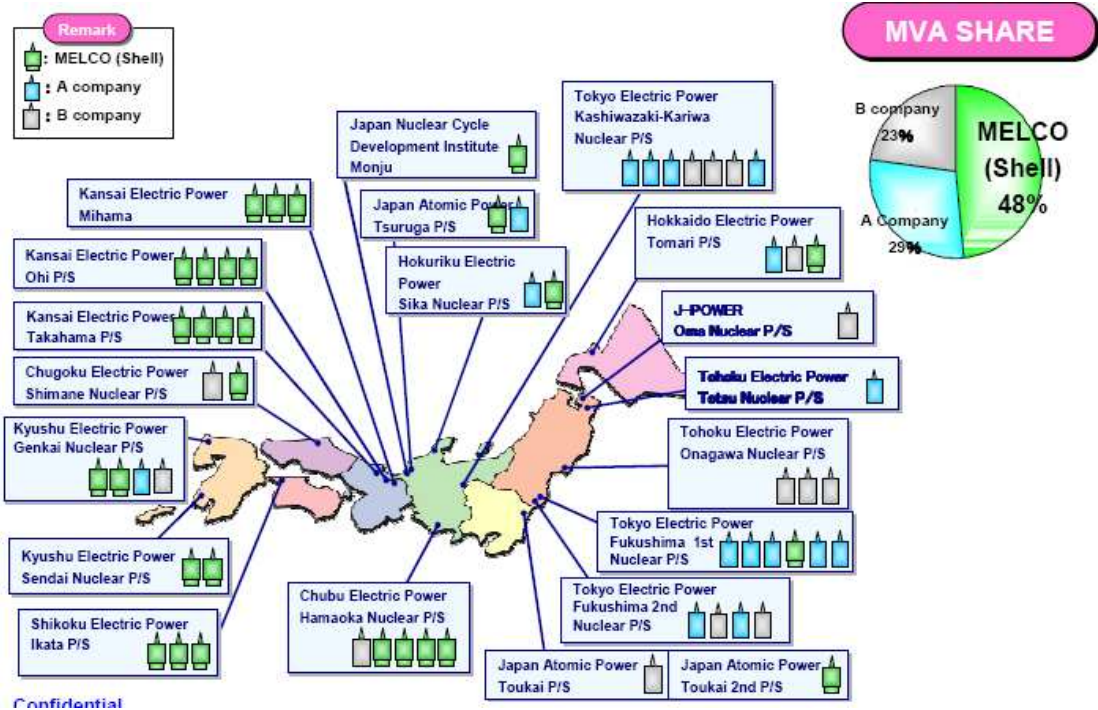 Remark
: MELCO (Shell)
: A company
: B company
MVA SHARE
B company
23%
MELCO
(Shell)
48%
A Company
29%
Tokyo Electric Power
Kashiwazaki-Kariwa
Nuclear P/S
Japan Nuclear Cycle
Development Institute
Monju
Kansai Electric Power
Mihama
Japan Atomic Power
Tsuruga P/S
Hokkaido Electric Power
Tomari P/S
Kansai Electric Power
Ohi P/S
Hokuriku Electric
Power
Sika Nuclear P/S
J-POWER
Oma Nuclear P/S
Kansai Electric Power
Takahama P/S
Chugoku Electric Power
Shimane Nuclear P/S
Tohoku Electric Power
Totsu Nuclear P/S
Kyushu Electric Power
Genkai Nuclear P/S
Tohoku Electric Power
Onagawa Nuclear P/S
Tokyo Electric Power
Fukushima 1st
Nuclear P/S
Kyushu Electric Power
Sendai Nuclear P/S
Chubu Electric Power
Hamaoka Nuclear P/S
Tokyo Electric Power
Fukushima 2nd
Nuclear P/S
Shikoku Electric Power
Ikata P/S
Japan Atomic Power
Toukai P/S
Japan Atomic Power
Toukai 2nd P/S
Confidential